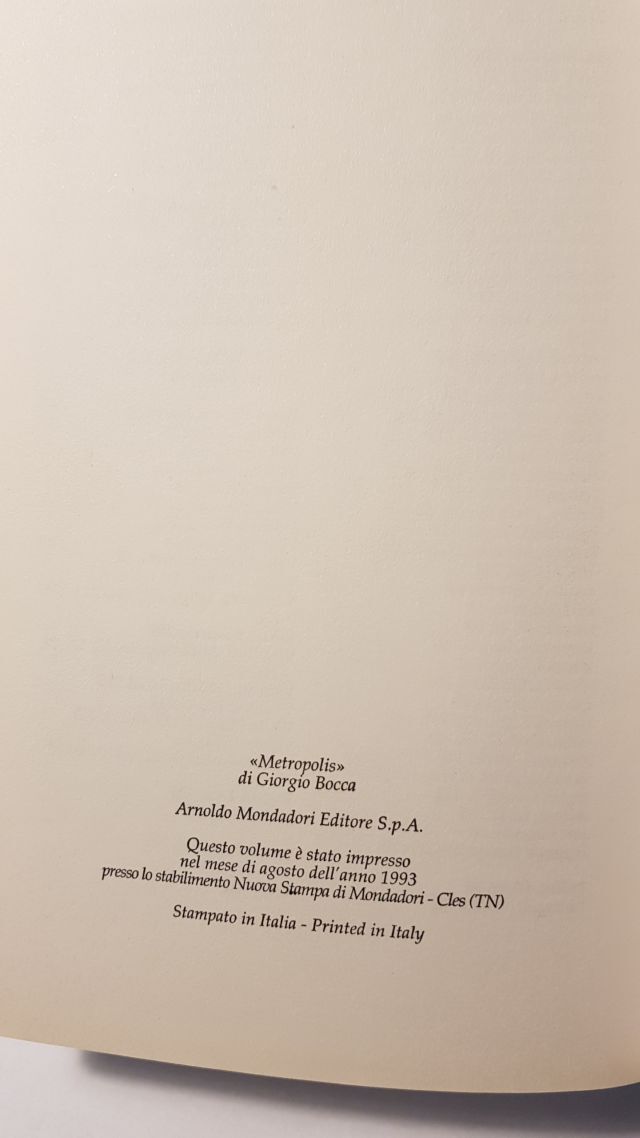 «Metropolis»
di Giorgio Bocca
Arnoldo Mondadori Editore S.p.A.
Questo volume è stato impresso
nel mese di agosto dell'anno 1993
presso lo stabilimento Nuova Stampa di Mondadori - Cles (TN)
Stampato in Italia - Printed in Italy